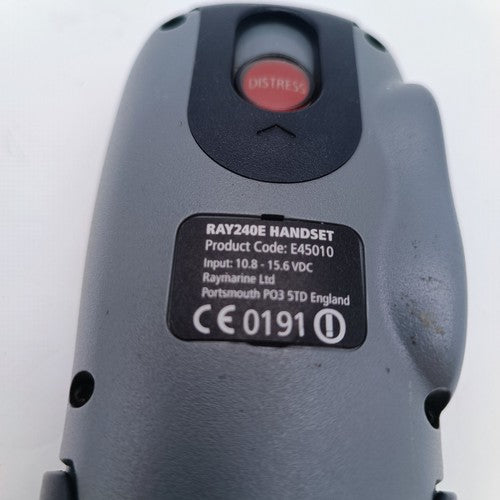 DISTRESS
RAY240E HANDSET
Product Code: E45010
Input: 10.8 - 15.6 VDC
Raymarine Ltd
Portsmouth PO3 5TD England
CE 0191 !